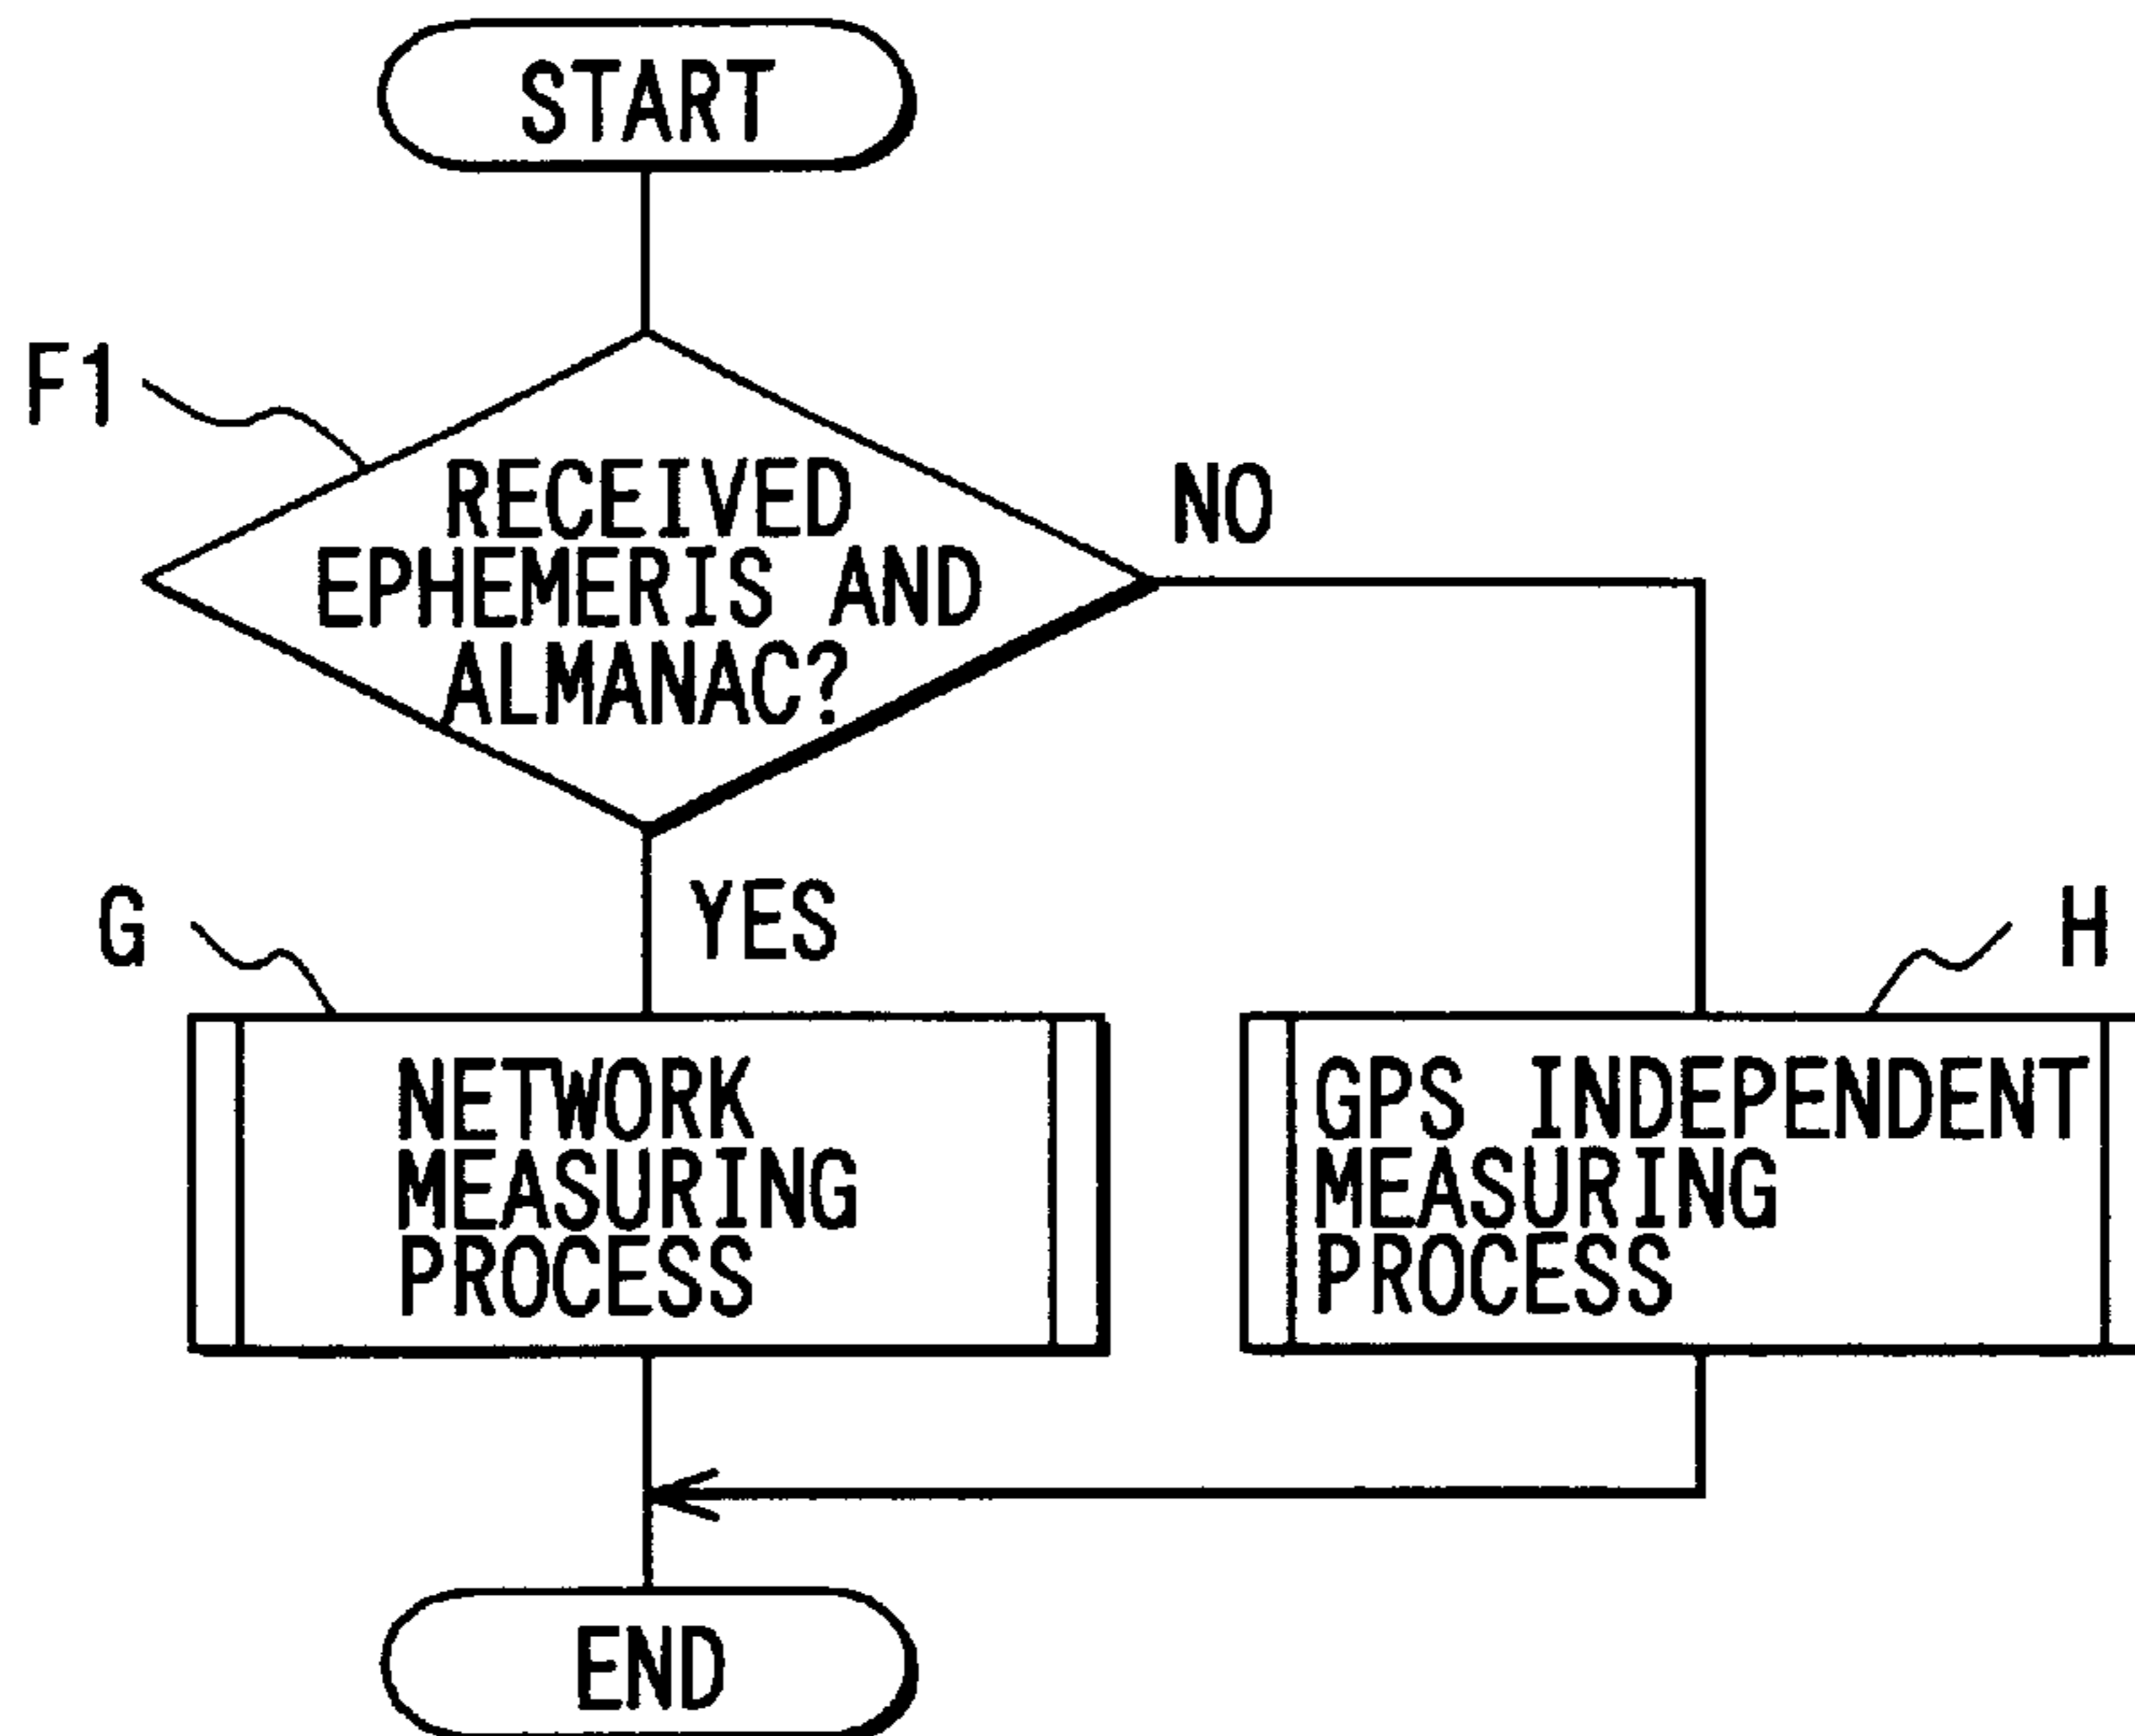 START
F1
RECEIVED
EPHEMERIS AND
ALMANAC?
NO
YES
G
H
NETWORK
MEASURING
PROCESS
GPS INDEPENDENT
MEASURING
PROCESS
END